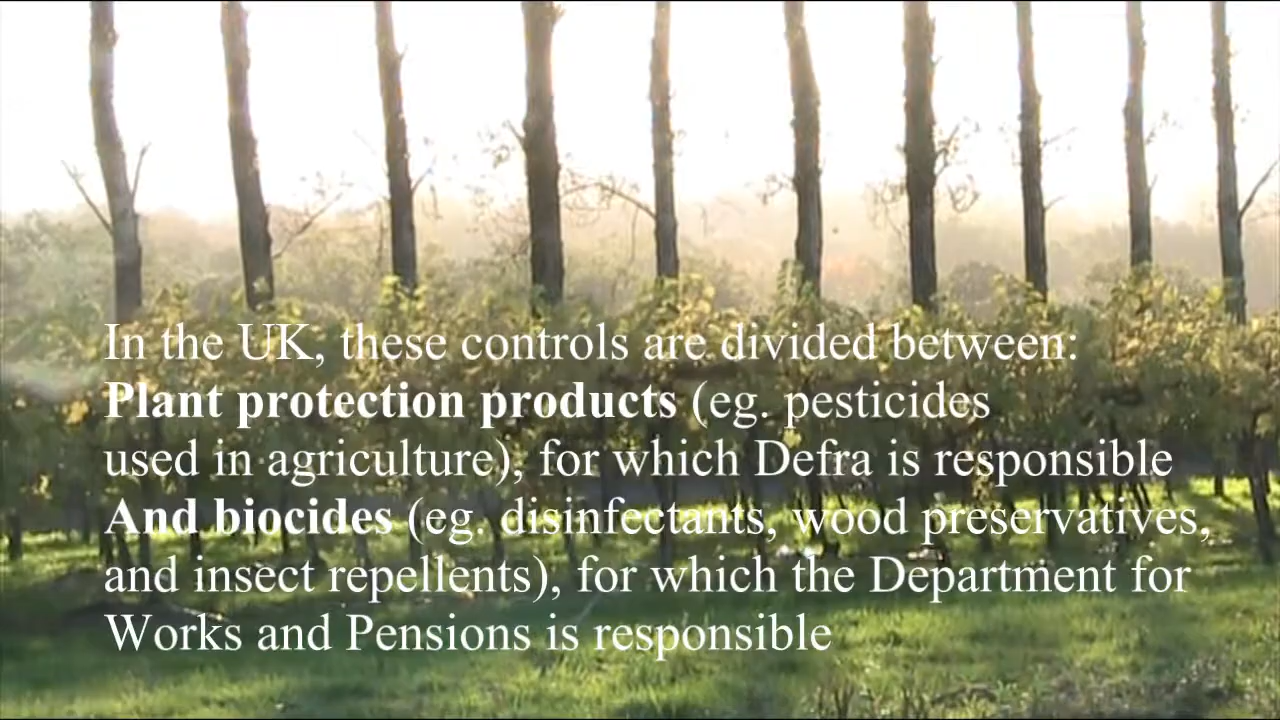 In the UK, these controls are divided between:
Plant protection products (eg. pesticides
used in agriculture), for which Defra is responsible
And biocides (eg. disinfectants, wood preservatives,
and insect repellents), for which the Department for
Works and Pensions is responsible